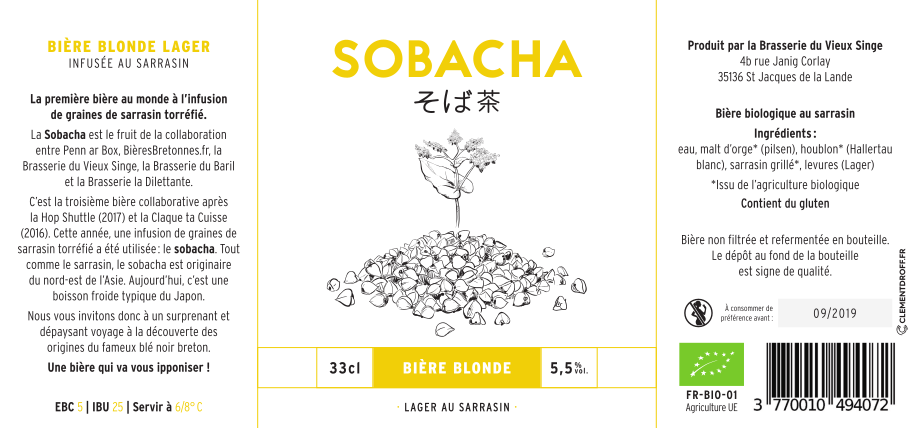 BIÈRE BLONDE LAGER
INFUSÉE AU SARRASIN
La première bière au monde à l'infusion
de graines de sarrasin torréfié.
La Sobacha est le fruit de la collaboration
entre Penn ar Box, BièresBretonnes.fr, la
Brasserie du Vieux Singe, la Brasserie du Baril
et la Brasserie la Dilettante.
C'est la troisième bière collaborative après
la Hop Shuttle (2017) et la Claque ta Cuisse
(2016). Cette année, une infusion de graines de
sarrasin torréfié a été utilisée : le sobacha. Tout
comme le sarrasin, le sobacha est originaire
du nord-est de l'Asie. Aujourd'hui, c'est une
boisson froide typique du Japon.
Nous vous invitons donc à un surprenant et
dépaysant voyage à la découverte des
origines du fameux blé noir breton.
Une bière qui va vous ipponiser !
EBC 5 | IBU 25 | Servir à 6/8° C
SOBACHA
そば茶
33cl
BIÈRE BLONDE
5,5 % vol.
· LAGER AU SARRASIN ·
Produit par la Brasserie du Vieux Singe
4b rue Janig Corlay
35136 St Jacques de la Lande
Bière biologique au sarrasin
Ingrédients :
eau, malt d'orge* (pilsen), houblon* (Hallertau
blanc), sarrasin grillé*, levures (Lager)
*Issu de l'agriculture biologique
Contient du gluten
Bière non filtrée et refermentée en bouteille.
Le dépôt au fond de la bouteille
est signe de qualité.
À consommer de
préférence avant :
09/2019
CLEMENTDROFF.FR
FR-BIO-01
Agriculture UE
3 770010 494072